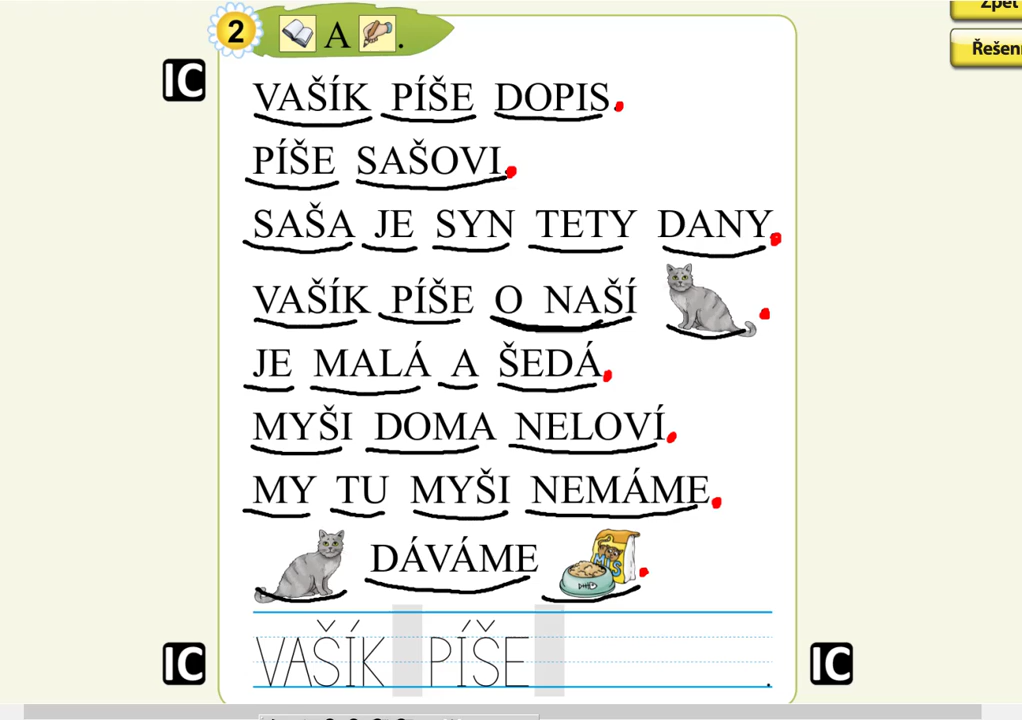 Zpět
2 A .
Řešení
IC
VAŠÍK PÍŠE DOPIS.
PÍŠE SAŠOVI.
SAŠA JE SYN TETY DANY.
VAŠÍK PÍŠE O NAŠÍ .
JE MALÁ A ŠEDÁ.
MYŠI DOMA NELOVÍ.
MY TU MYŠI NEMÁME.
DÁVÁME .
VAŠÍK PÍŠE .
IC IC